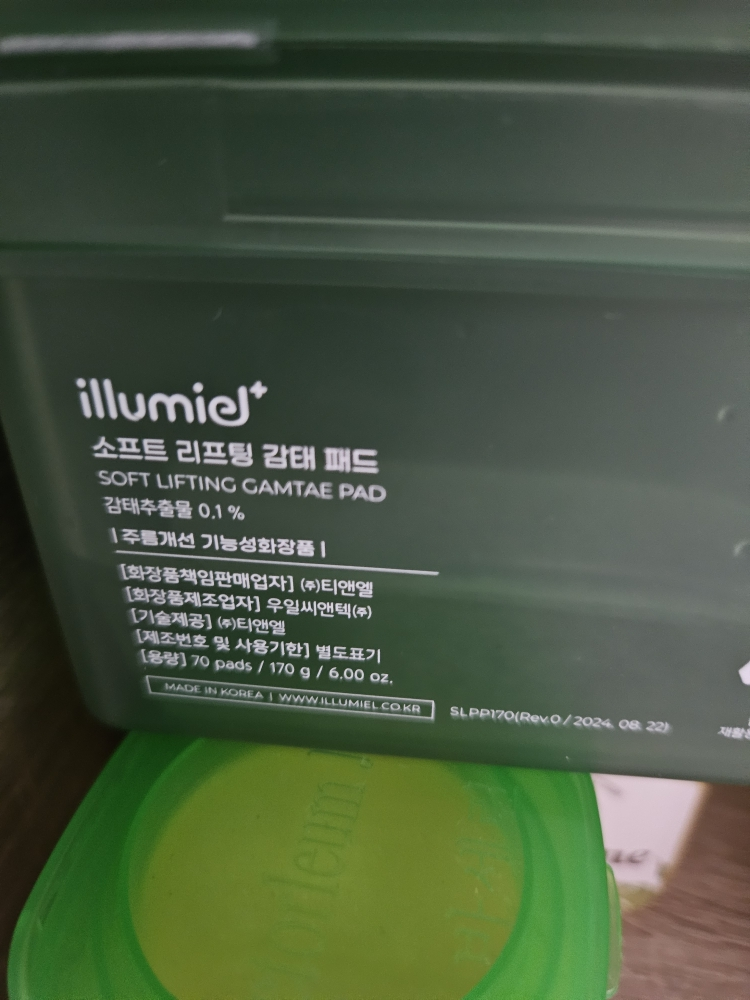 illumiel+
소프트 리프팅 감태 패드
SOFT LIFTING GAMTAE PAD
감태추출물 0.1 %
| 주름개선 기능성화장품 |
[화장품책임판매업자] ㈜티앤엘
[화장품제조업자] 우일씨앤텍㈜
[기술제공] ㈜티앤엘
[제조번호 및 사용기한] 별도표기
[용량] 70 pads / 170 g / 6.00 oz.
MADE IN KOREA | WWW.ILLUMIEL.CO.KR
SLPP170(Rev.0 / 2024. 08. 22)